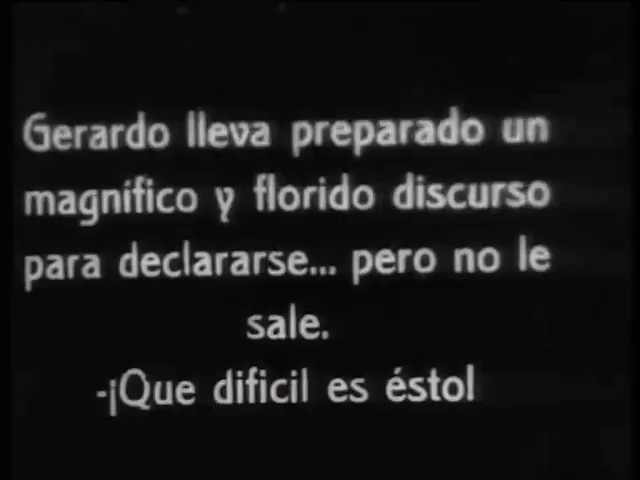 Gerardo lleva preparado un
magnífico y florido discurso
para declararse... pero no le
sale.
-¡Que dificil es ésto!